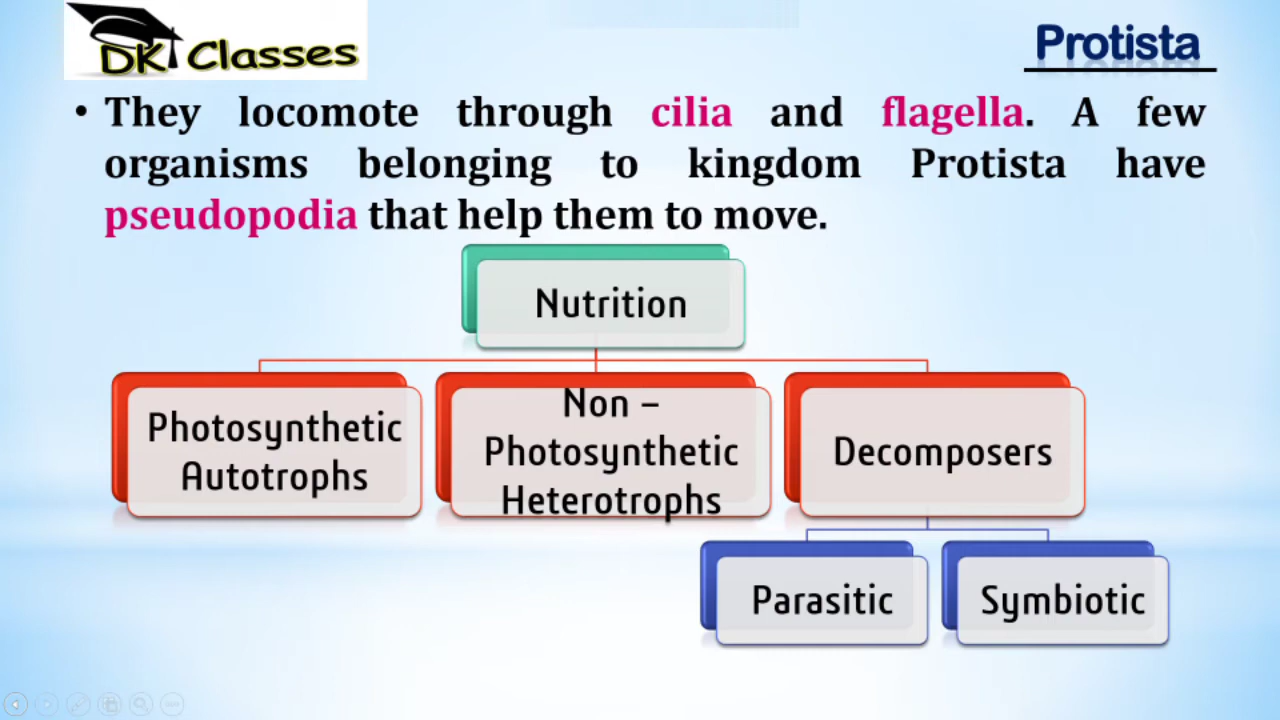 DK Classes
Protista
• They locomote through cilia and flagella. A few
organisms belonging to kingdom Protista have
pseudopodia that help them to move.
Nutrition
Photosynthetic
Autotrophs
Non –
Photosynthetic
Heterotrophs
Decomposers
Parasitic
Symbiotic